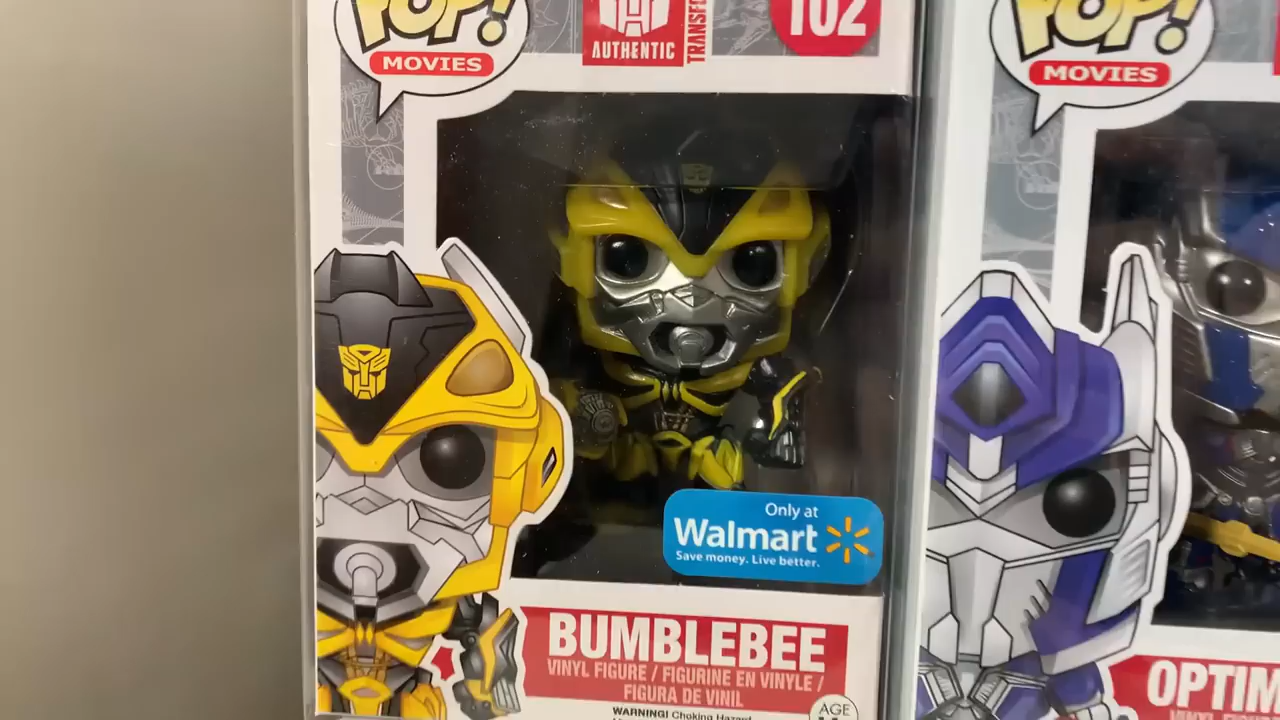 POP!
MOVIES
AUTHENTIC
102
Only at
Walmart
Save money. Live better.
BUMBLEBEE
VINYL FIGURE / FIGURINE EN VINYLE /
FIGURA DE VINIL
WARNING! Choking Hazard
AGE
POP!
MOVIES
OPTIM